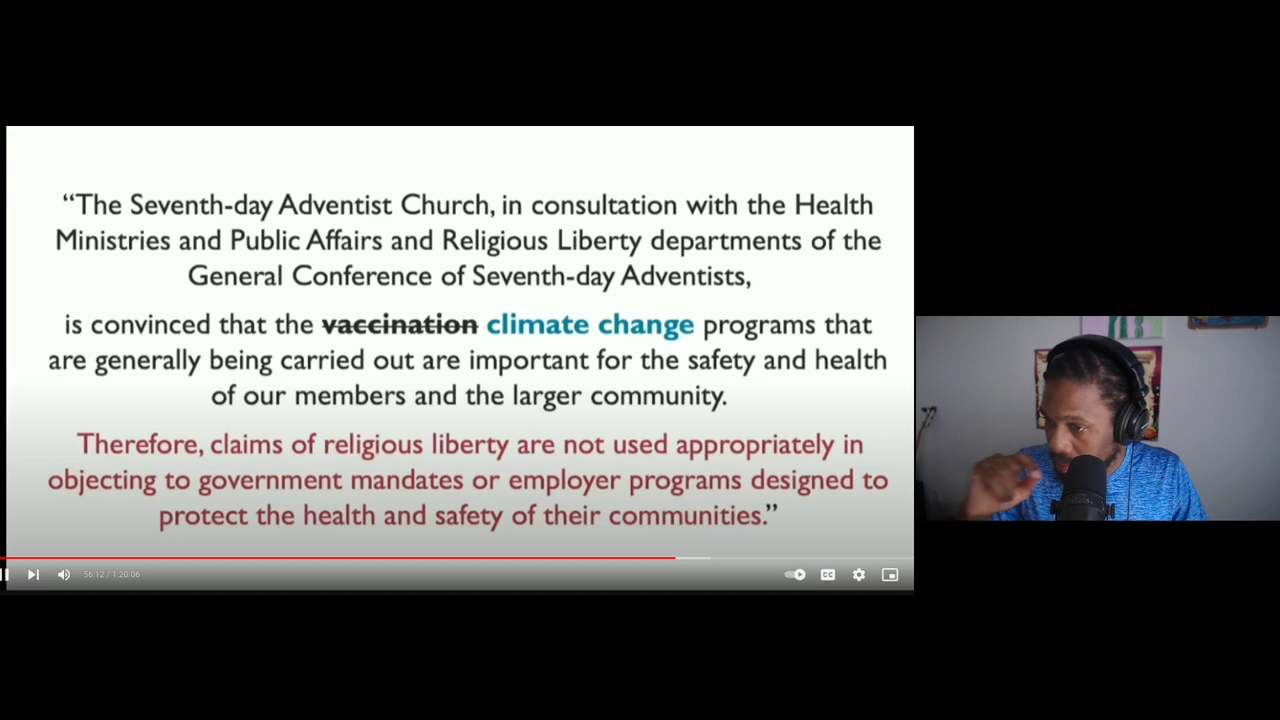 “The Seventh-day Adventist Church, in consultation with the Health
Ministries and Public Affairs and Religious Liberty departments of the
General Conference of Seventh-day Adventists,
is convinced that the vaccination climate change programs that
are generally being carried out are important for the safety and health
of our members and the larger community.
Therefore, claims of religious liberty are not used appropriately in
objecting to government mandates or employer programs designed to
protect the health and safety of their communities.”
56:12 / 1:20:06
CC